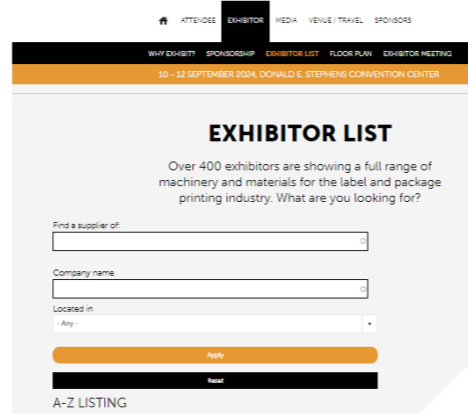 ATTENDEE EXHIBITOR MEDIA VENUE / TRAVEL SPONSORS
WHY EXHIBIT? SPONSORSHIP EXHIBITOR LIST FLOOR PLAN EXHIBITOR MEETING
10 - 12 SEPTEMBER 2024, DONALD E. STEPHENS CONVENTION CENTER
EXHIBITOR LIST
Over 400 exhibitors are showing a full range of
machinery and materials for the label and package
printing industry. What are you looking for?
Find a supplier of:
Company name
Located in
- Any -
Apply
Reset
A-Z LISTING